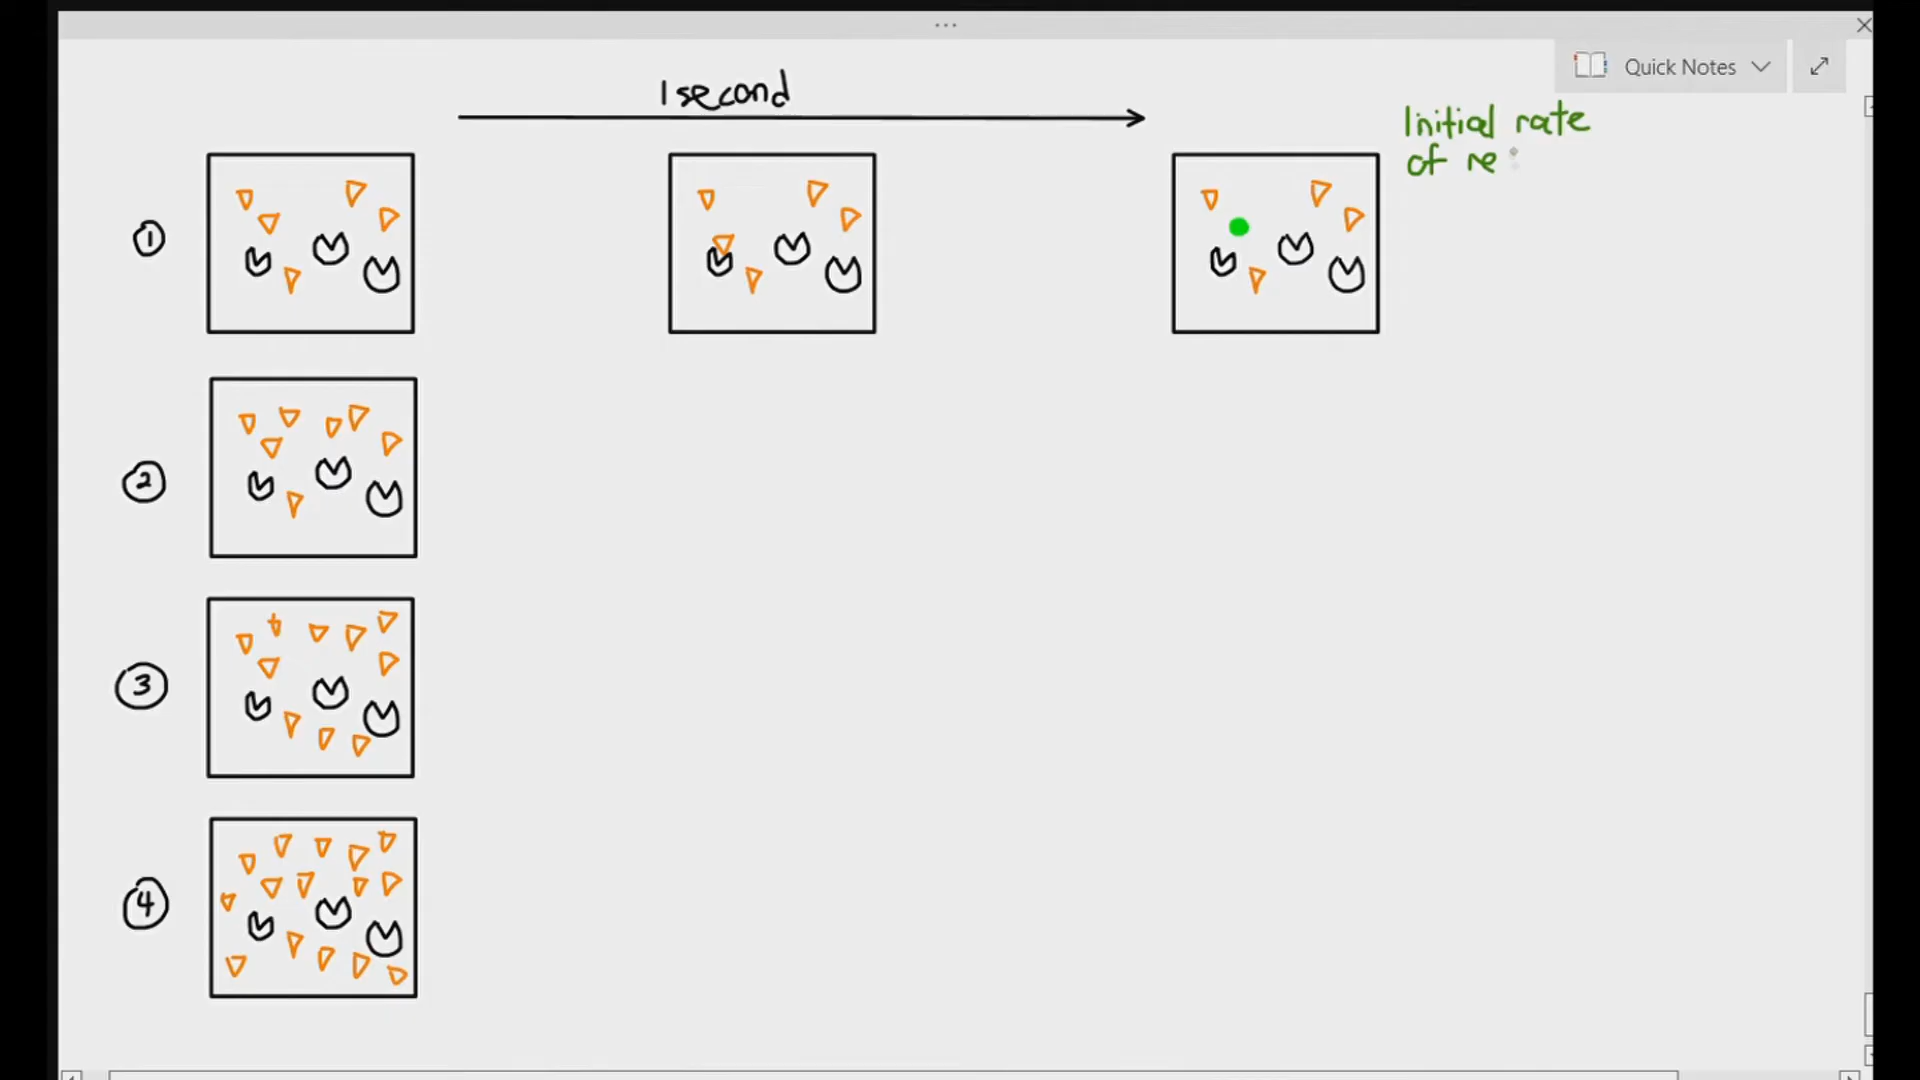 Quick Notes
1 second
Initial rate
of re
1
2
3
4